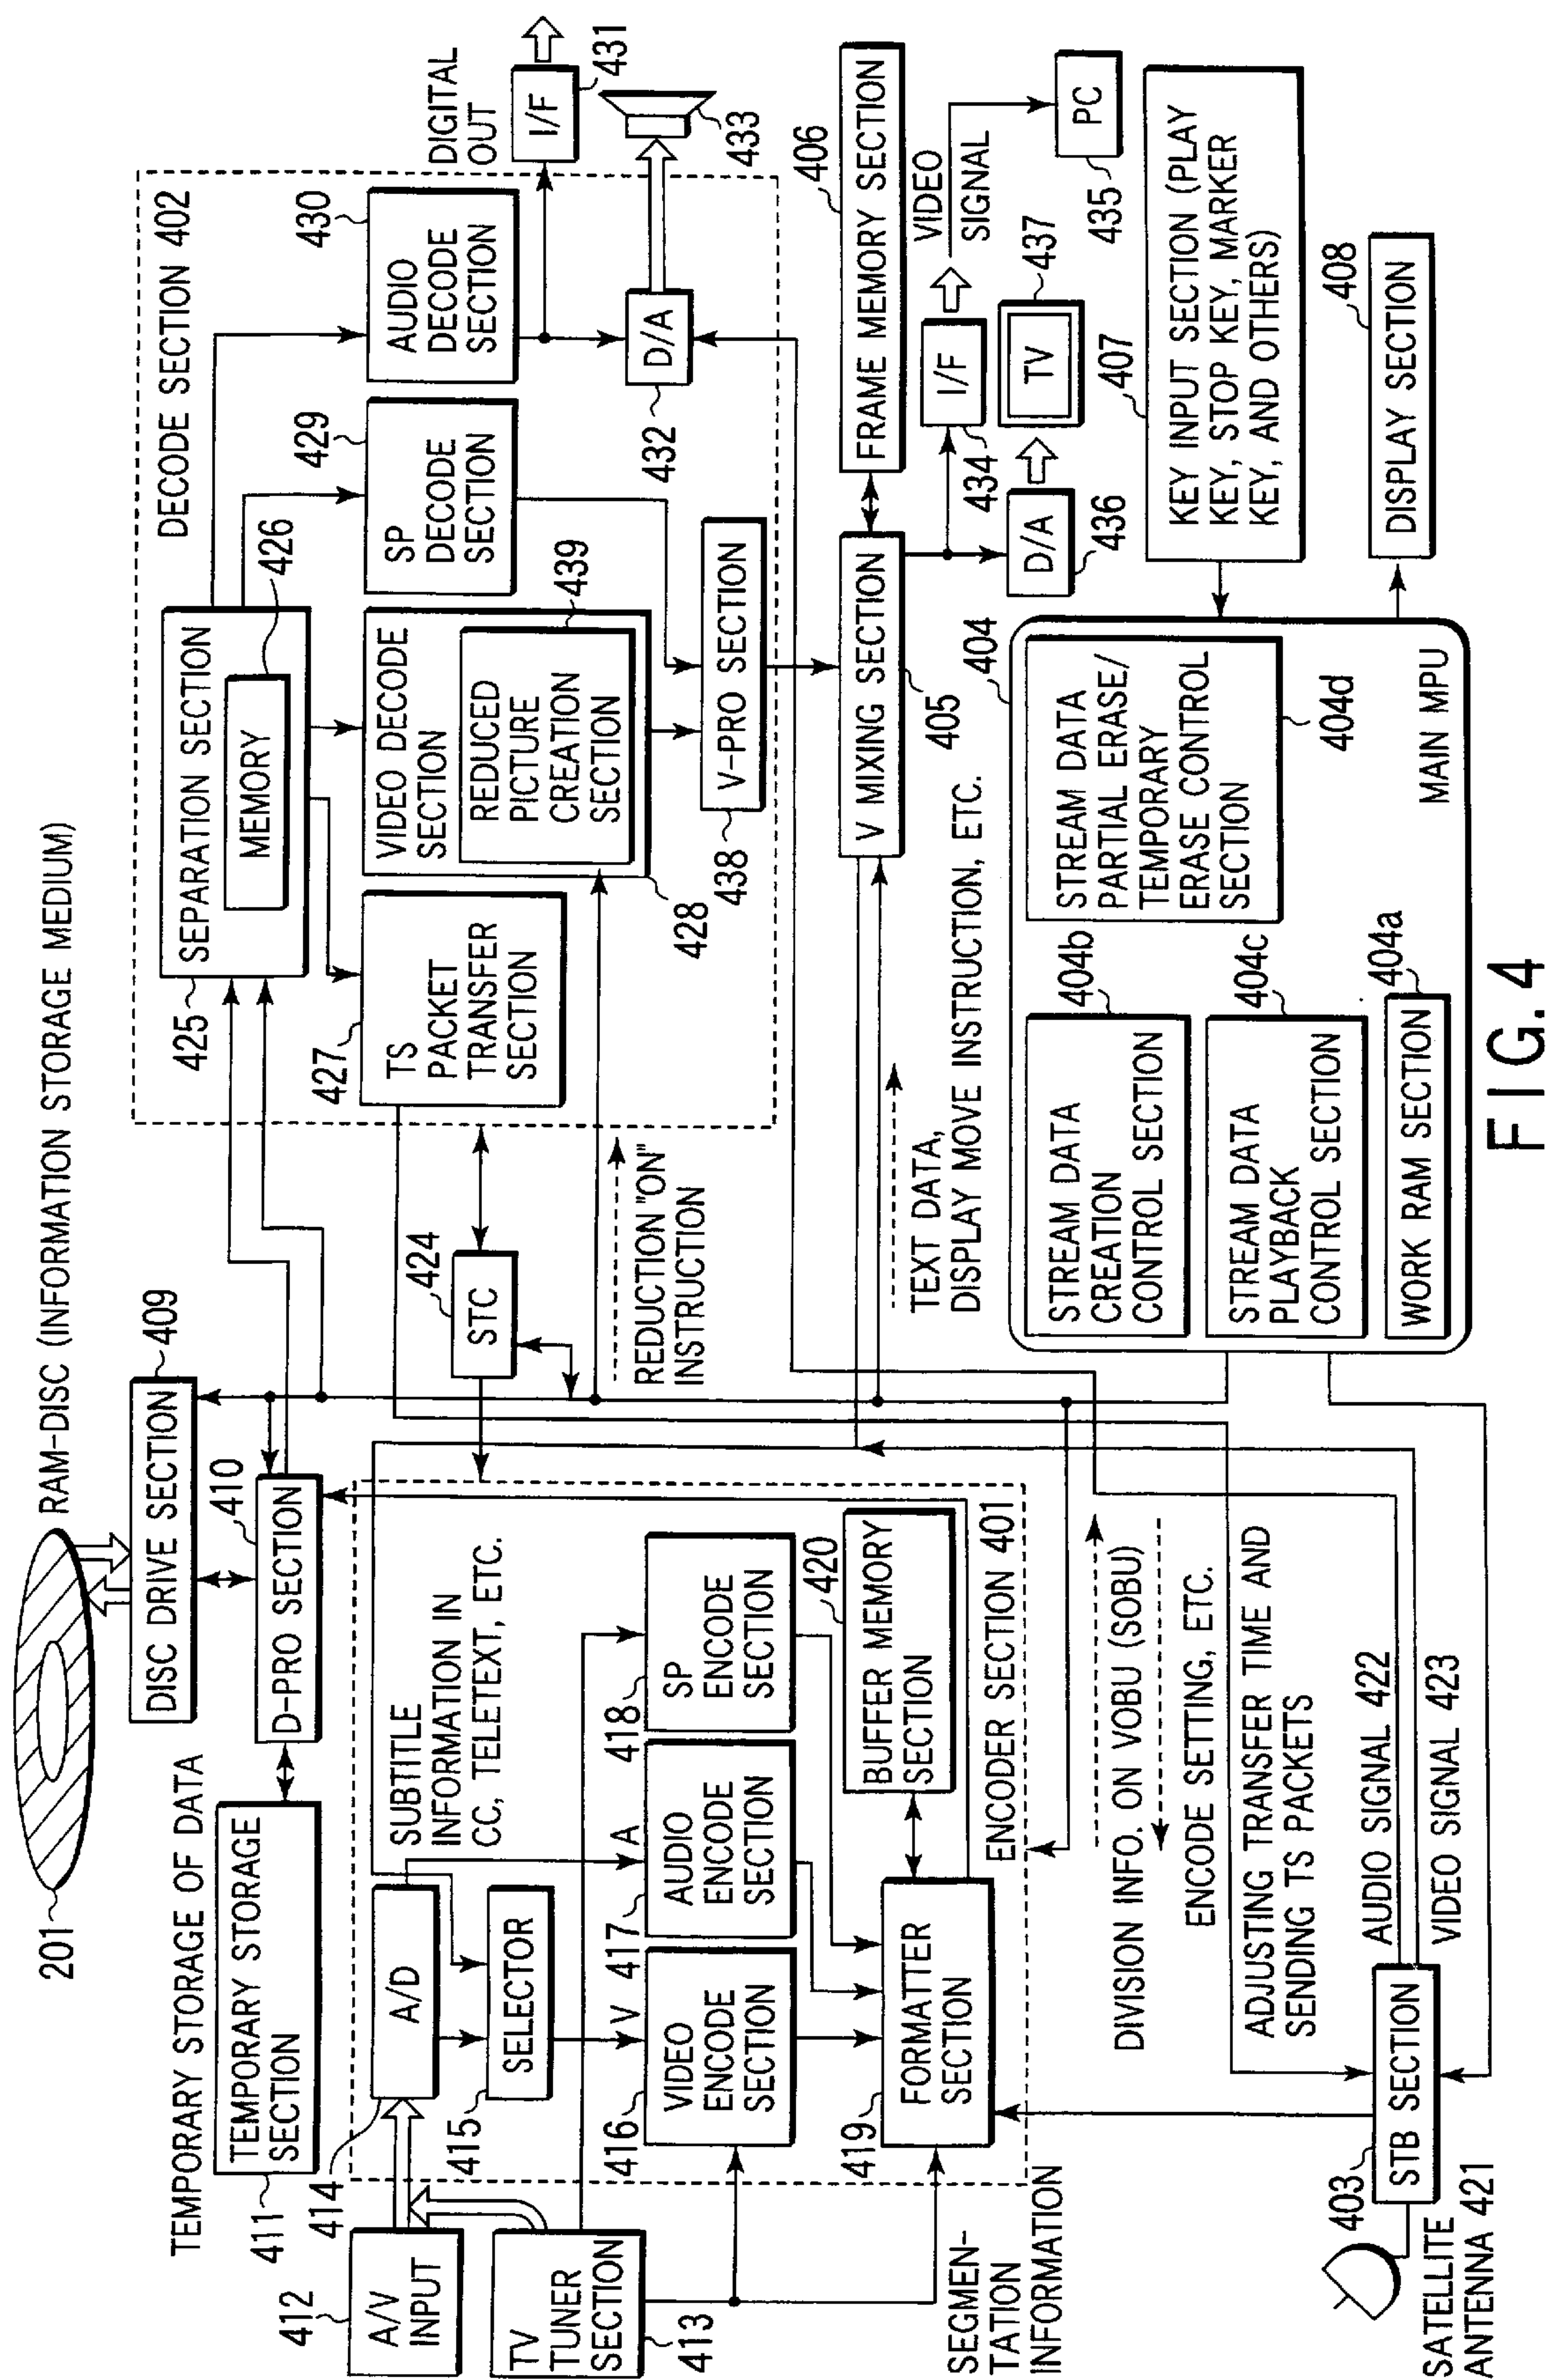 RAM-DISC (INFORMATION STORAGE MEDIUM)
201
DISC DRIVE SECTION
409
D-PRO SECTION
410
TEMPORARY STORAGE OF DATA
TEMPORARY STORAGE
SECTION
411
A/V
INPUT
412
TV
TUNER
SECTION
413
414
A/D
SELECTOR
415
SUBTITLE
INFORMATION IN
CC, TELETEXT, ETC.
V
A
VIDEO
ENCODE
SECTION
416
AUDIO
ENCODE
SECTION
417
SP
ENCODE
SECTION
418
FORMATTER
SECTION
419
BUFFER MEMORY
SECTION
420
ENCODER SECTION 401
SEGMEN-
TATION
INFORMATION
DIVISION INFO. ON VOBU (SOBU)
ENCODE SETTING, ETC.
ADJUSTING TRANSFER TIME AND
SENDING TS PACKETS
AUDIO SIGNAL 422
VIDEO SIGNAL 423
STB SECTION
403
SATELLITE
ANTENNA 421
STC
424
REDUCTION "ON"
INSTRUCTION
DECODE SECTION 402
SEPARATION SECTION
425
MEMORY
426
TS
PACKET
TRANSFER
SECTION
427
VIDEO DECODE
SECTION
428
REDUCED
PICTURE
CREATION
SECTION
439
SP
DECODE
SECTION
429
AUDIO
DECODE
SECTION
430
V-PRO SECTION
438
D/A
432
DIGITAL
OUT
I/F
431
433
V MIXING SECTION
405
FRAME MEMORY SECTION
406
TEXT DATA,
DISPLAY MOVE INSTRUCTION, ETC.
I/F
434
VIDEO
SIGNAL
PC
435
D/A
436
TV
437
404
STREAM DATA
CREATION
CONTROL SECTION
404b
STREAM DATA
PLAYBACK
CONTROL SECTION
404c
WORK RAM SECTION
404a
STREAM DATA
PARTIAL ERASE/
TEMPORARY
ERASE CONTROL
SECTION
404d
MAIN MPU
KEY INPUT SECTION (PLAY
KEY, STOP KEY, MARKER
KEY, AND OTHERS)
407
DISPLAY SECTION
408
FIG. 4